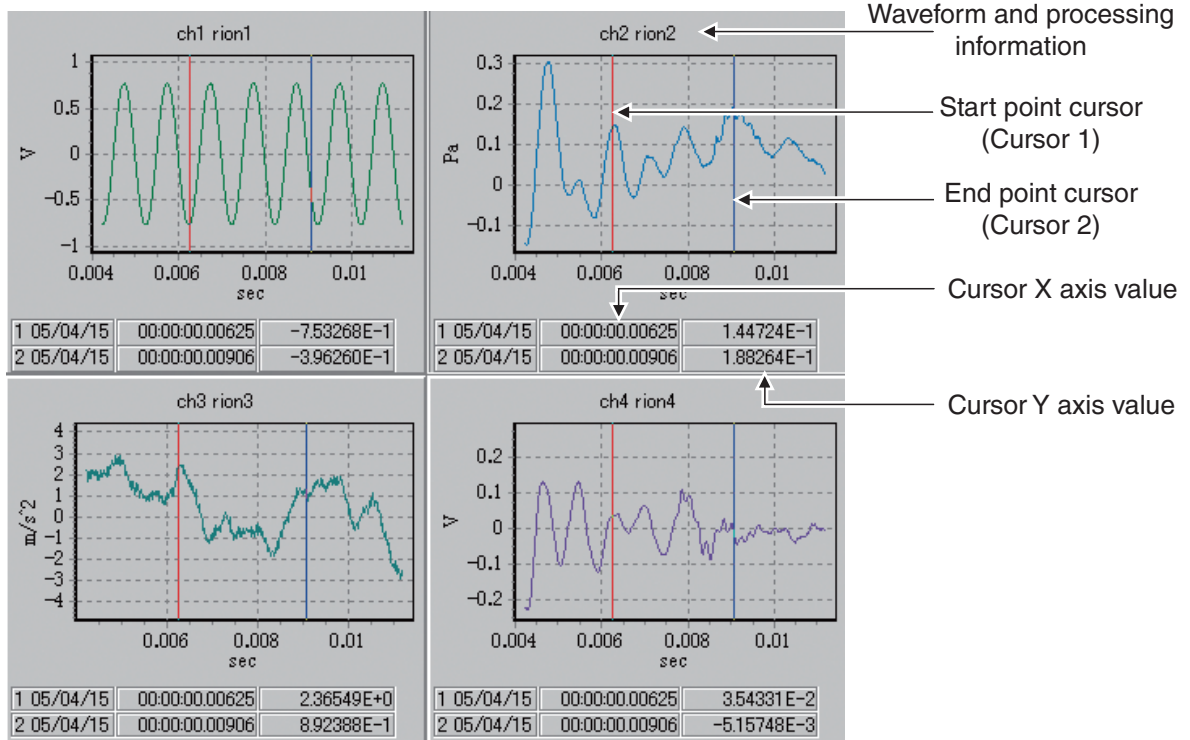 ch1 rion1
1
0.5
0
-0.5
-1
V
0.004 0.006 0.008 0.01
sec
1 05/04/15 00:00:00.00625 -7.53268E-1
2 05/04/15 00:00:00.00906 -3.96260E-1
ch2 rion2
0.3
0.2
0.1
0
-0.1
Pa
0.004 0.006 0.008 0.01
sec
1 05/04/15 00:00:00.00625 1.44724E-1
2 05/04/15 00:00:00.00906 1.88264E-1
Waveform and processing
information
Start point cursor
(Cursor 1)
End point cursor
(Cursor 2)
Cursor X axis value
Cursor Y axis value
ch3 rion3
4
3
2
1
0
-1
-2
-3
-4
m/s^2
0.006 0.008 0.01
sec
1 05/04/15 00:00:00.00625 2.36549E+0
2 05/04/15 00:00:00.00906 8.92388E-1
ch4 rion4
0.2
0.1
0
-0.1
-0.2
V
0.004 0.006 0.008 0.01
sec
1 05/04/15 00:00:00.00625 3.54331E-2
2 05/04/15 00:00:00.00906 -5.15748E-3